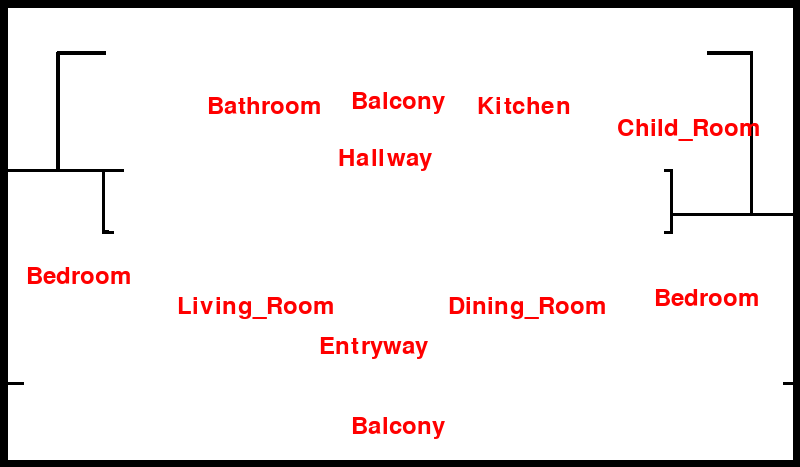 Bathroom
Balcony
Kitchen
Child_Room
Hallway
Bedroom
Living_Room
Dining_Room
Bedroom
Entryway
Balcony